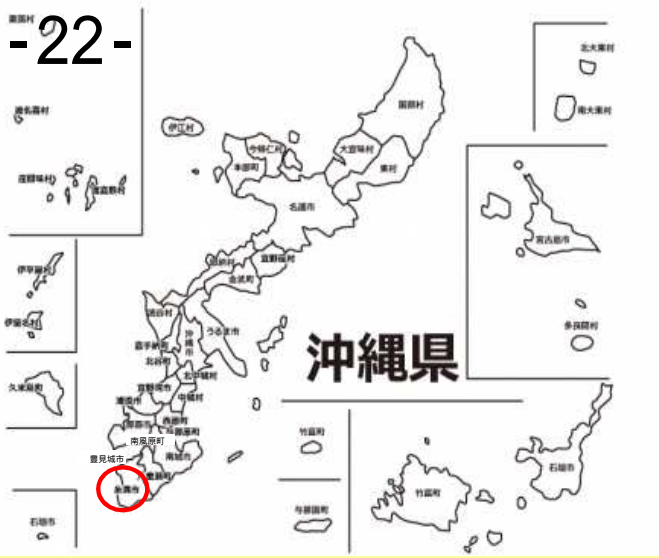 -22-
粟国村
渡名喜村
座間味村
渡嘉敷村
伊平屋村
伊是名村
久米島町
石垣市
伊江村
今帰仁村
本部町
国頭村
大宜味村
東村
名護市
恩納村
宜野座村
金武町
読谷村
うるま市
沖縄市
嘉手納町
北谷町
北中城村
宜野湾市
中城村
浦添市
西原町
那覇市
与那原町
南風原町
豊見城市
南城市
八重瀬町
糸満市
沖縄県
北大東村
南大東村
宮古島市
多良間村
竹富町
与那国町
竹富町
石垣市